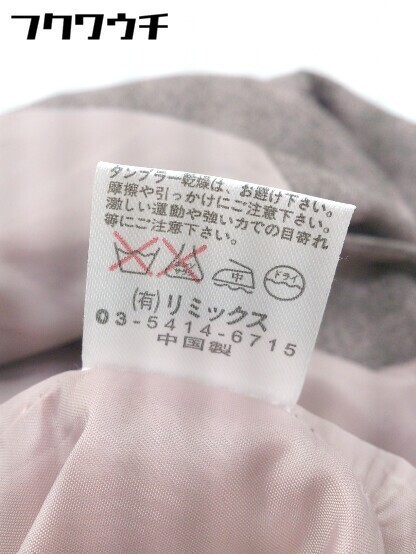 フクワウチ
タンブラー乾燥は、お避け下さい。
摩擦や引っかけにご注意下さい。
激しい運動や強い力での目寄れ
等にご注意下さい。
中
ドライ
(有)リミックス
03-5414-6715
中国製